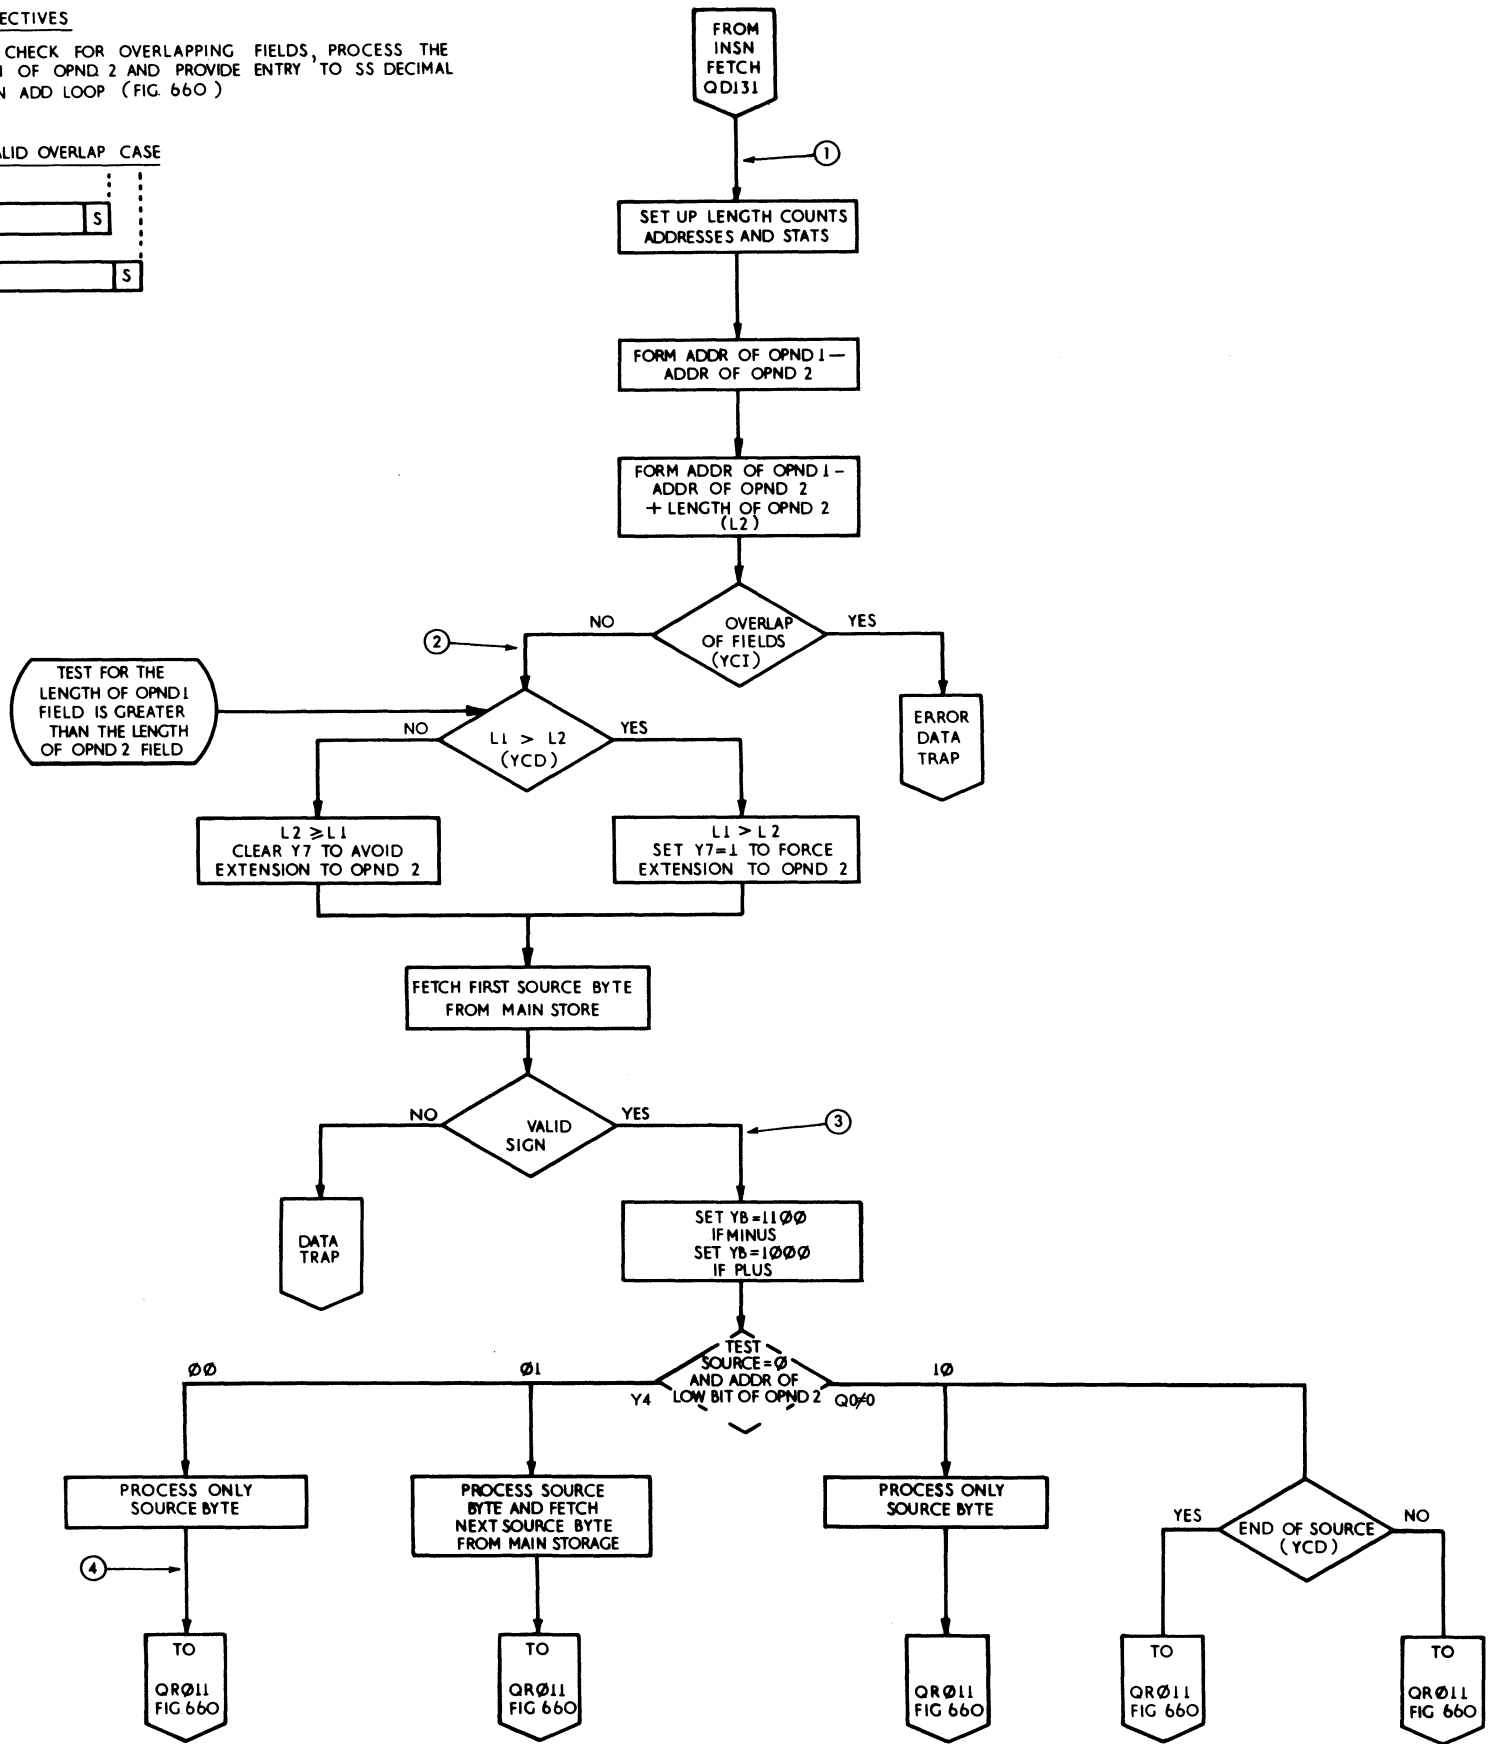 ECTIVES
CHECK FOR OVERLAPPING FIELDS, PROCESS THE
OF OPND 2 AND PROVIDE ENTRY TO SS DECIMAL
N ADD LOOP (FIG. 660)
ALID OVERLAP CASE
S
S
FROM
INSN
FETCH
QD131
1
SET UP LENGTH COUNTS
ADDRESSES AND STATS
FORM ADDR OF OPND 1—
ADDR OF OPND 2
FORM ADDR OF OPND 1-
ADDR OF OPND 2
+ LENGTH OF OPND 2
(L2)
OVERLAP
OF FIELDS
(YCI)
NO
YES
2
ERROR
DATA
TRAP
TEST FOR THE
LENGTH OF OPND1
FIELD IS GREATER
THAN THE LENGTH
OF OPND 2 FIELD
L1 > L2
(YCD)
NO
YES
L2 ≥ L1
CLEAR Y7 TO AVOID
EXTENSION TO OPND 2
L1 > L2
SET Y7=1 TO FORCE
EXTENSION TO OPND 2
FETCH FIRST SOURCE BYTE
FROM MAIN STORE
VALID
SIGN
NO
YES
3
DATA
TRAP
SET YB=11ØØ
IF MINUS
SET YB=1ØØØ
IF PLUS
TEST
SOURCE=Ø
AND ADDR OF
LOW BIT OF OPND 2
Y4
Q0≠0
ØØ
Ø1
1Ø
PROCESS ONLY
SOURCE BYTE
PROCESS SOURCE
BYTE AND FETCH
NEXT SOURCE BYTE
FROM MAIN STORAGE
PROCESS ONLY
SOURCE BYTE
YES
END OF SOURCE
(YCD)
NO
4
TO
QRØ11
FIG 660
TO
QRØ11
FIG 660
QRØ11
FIG 660
TO
QRØ11
FIG 660
TO
QRØ11
FIG 660